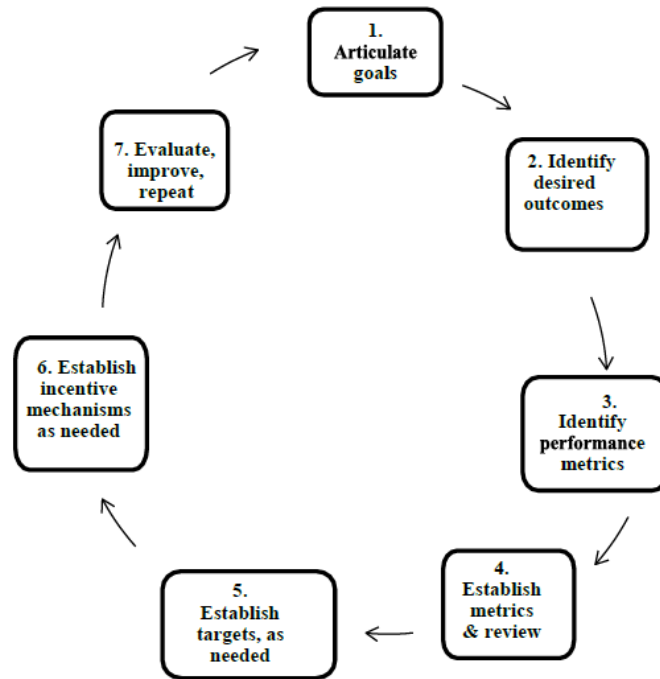 1.
Articulate
goals
2. Identify
desired
outcomes
3.
Identify
performance
metrics
4.
Establish
metrics
& review
5.
Establish
targets, as
needed
6. Establish
incentive
mechanisms
as needed
7. Evaluate,
improve,
repeat